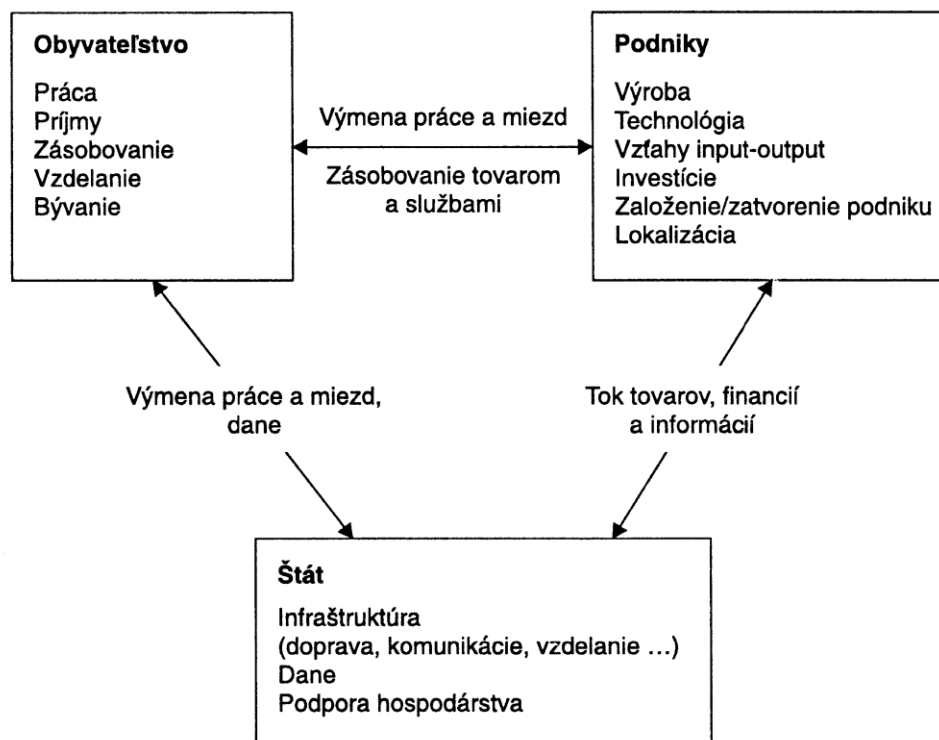 Obyvateľstvo
Práca
Príjmy
Zásobovanie
Vzdelanie
Bývanie
Výmena práce a miezd
Zásobovanie tovarom
a službami
Podniky
Výroba
Technológia
Vzťahy input-output
Investície
Založenie/zatvorenie podniku
Lokalizácia
Výmena práce a miezd,
dane
Tok tovarov, financií
a informácií
Štát
Infraštruktúra
(doprava, komunikácie, vzdelanie ...)
Dane
Podpora hospodárstva